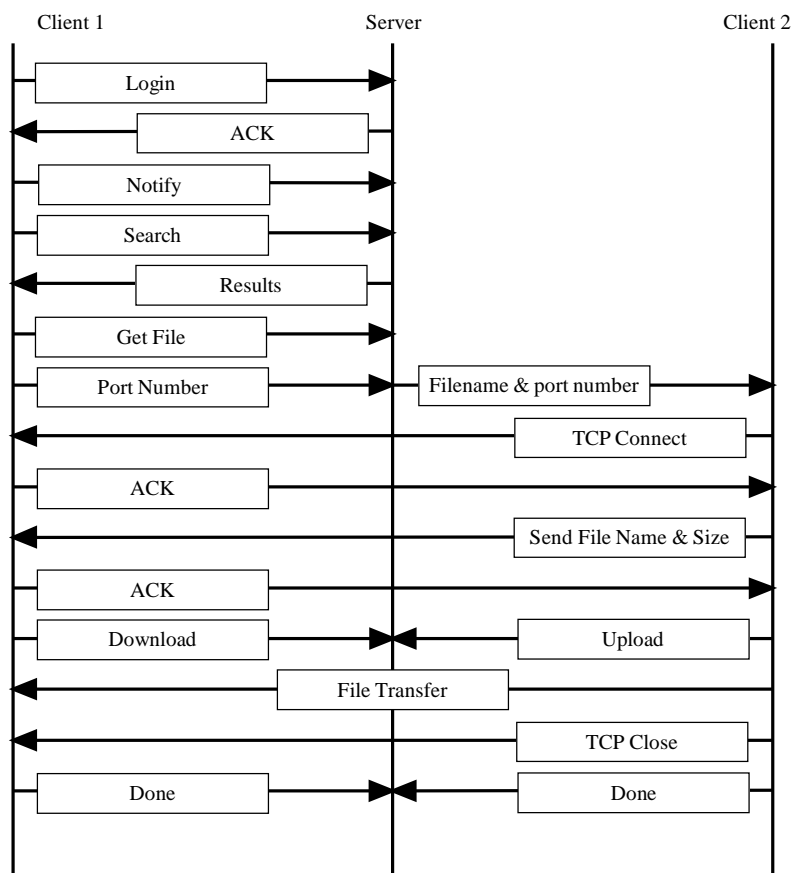 Client 1 Server Client 2
Login
ACK
Notify
Search
Results
Get File
Port Number Filename & port number
TCP Connect
ACK
Send File Name & Size
ACK
Download Upload
File Transfer
TCP Close
Done Done